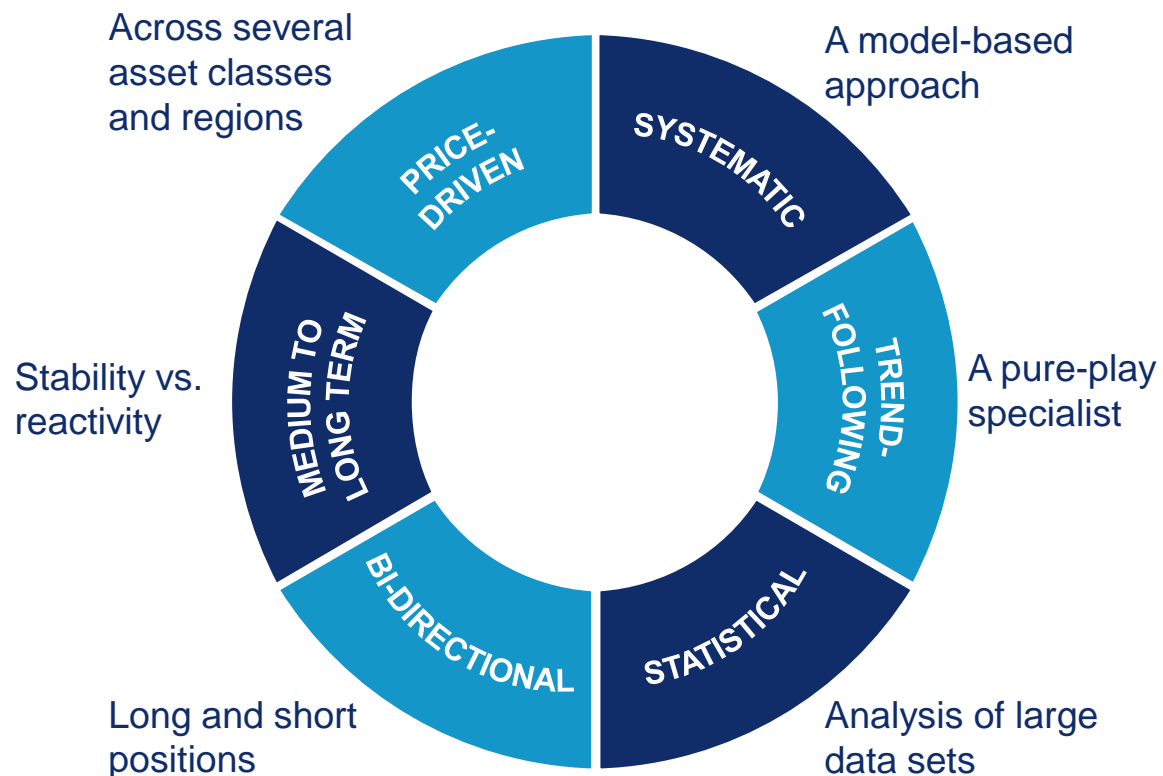 Across several
asset classes
and regions
A model-based
approach
PRICE-
DRIVEN
SYSTEMATIC
Stability vs.
reactivity
MEDIUM TO
LONG TERM
TREND-
FOLLOWING
A pure-play
specialist
BI-DIRECTIONAL
STATISTICAL
Long and short
positions
Analysis of large
data sets